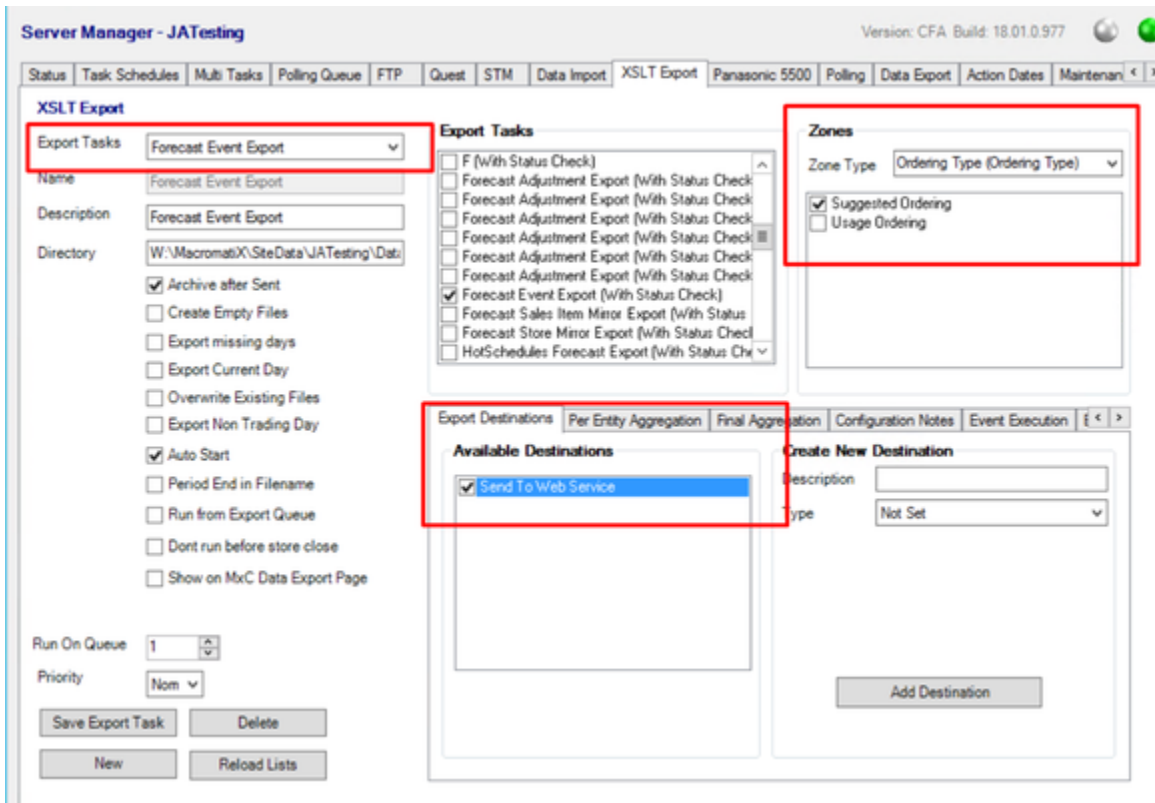 Server Manager - JATesting
Version: CFA Build: 18.01.0.977
Status
Task Schedules
Multi Tasks
Polling Queue
FTP
Quest
STM
Data Import
XSLT Export
Panasonic 5500
Polling
Data Export
Action Dates
Maintenan
XSLT Export
Export Tasks
Forecast Event Export
Name
Forecast Event Export
Description
Forecast Event Export
Directory
W:\MacromatiX\SiteData\JATesting\Data
Archive after Sent
Create Empty Files
Export missing days
Export Current Day
Overwrite Existing Files
Export Non Trading Day
Auto Start
Period End in Filename
Run from Export Queue
Dont run before store close
Show on MxC Data Export Page
Run On Queue
1
Priority
Norn
Save Export Task
Delete
New
Reload Lists
Export Tasks
F (With Status Check)
Forecast Adjustment Export (With Status Check
Forecast Adjustment Export (With Status Check
Forecast Adjustment Export (With Status Check
Forecast Adjustment Export (With Status Check
Forecast Adjustment Export (With Status Check
Forecast Adjustment Export (With Status Check
Forecast Event Export (With Status Check)
Forecast Sales Item Mirror Export (With Status
Forecast Store Mirror Export (With Status Check
HotSchedules Forecast Export (With Status Che
Zones
Zone Type
Ordering Type (Ordering Type)
Suggested Ordering
Usage Ordering
Export Destinations
Per Entity Aggregation
Final Aggregation
Configuration Notes
Event Execution
E
Available Destinations
Send To Web Service
Create New Destination
Description
Type
Not Set
Add Destination